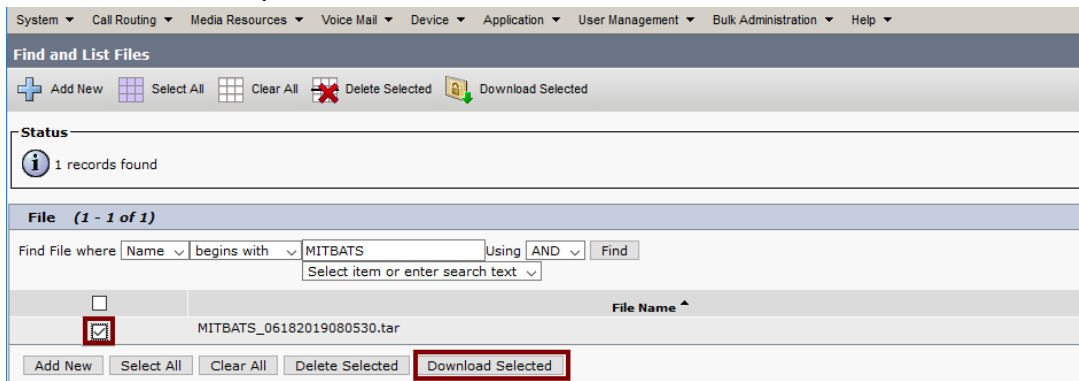 System Call Routing Media Resources Voice Mail Device Application User Management Bulk Administration Help
Find and List Files
Add New Select All Clear All Delete Selected Download Selected
Status
i 1 records found
File (1 - 1 of 1)
Find File where Name begins with MITBATS Using AND Find
Select item or enter search text
File Name
MITBATS_06182019080530.tar
Add New Select All Clear All Delete Selected Download Selected